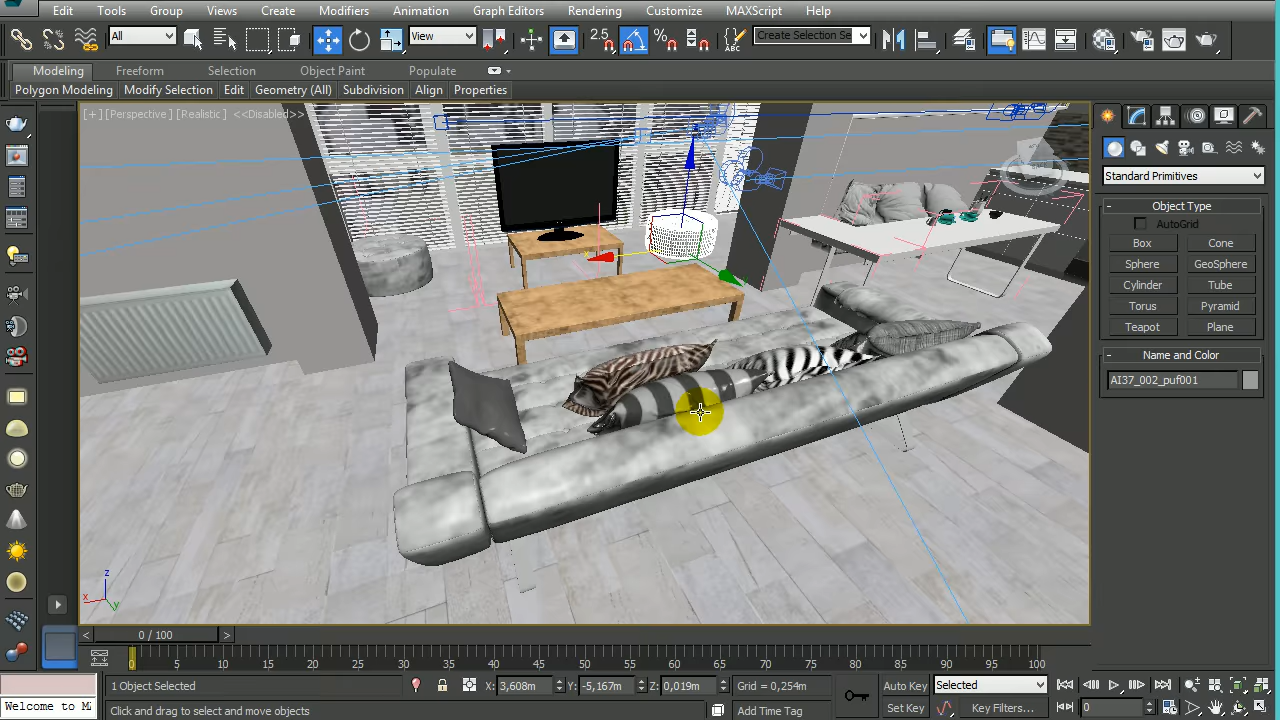 Edit Tools Group Views Create Modifiers Animation Graph Editors Rendering Customize MAXScript Help
All View 2.5 Create Selection Se
Modeling Freeform Selection Object Paint Populate
Polygon Modeling Modify Selection Edit Geometry (All) Subdivision Align Properties
[+] [Perspective ] [Realistic ] <<Disabled>>
Standard Primitives
- Object Type
AutoGrid
Box Cone
Sphere GeoSphere
Cylinder Tube
Torus Pyramid
Teapot Plane
- Name and Color
AI37_002_puf001
x
z
x y
< 0 / 100 >
0 5 10 15 20 25 30 35 40 45 50 55 60 65 70 75 80 85 90 95 100
1 Object Selected X: 3,608m Y: -5,167m Z: 0,019m Grid = 0,254m Auto Key Selected
Welcome to M Click and drag to select and move objects Add Time Tag Set Key Key Filters... 0